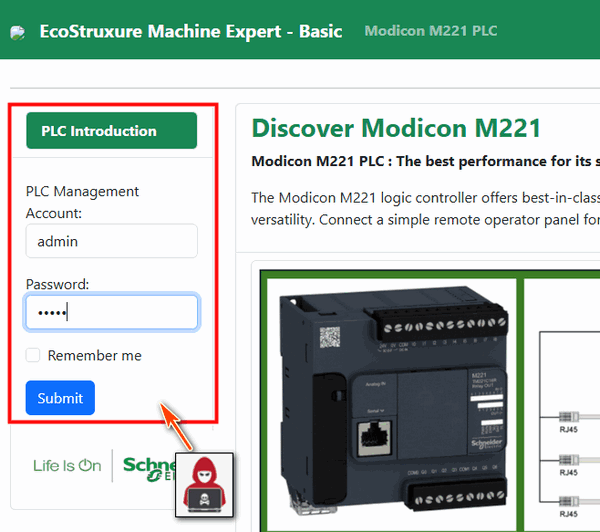 EcoStruxure Machine Expert - Basic
Modicon M221 PLC
PLC Introduction
PLC Management
Account:
admin
Password:
•••••
Remember me
Submit
Life Is On
Schne
Discover Modicon M221
Modicon M221 PLC : The best performance for its s
The Modicon M221 logic controller offers best-in-class
versatility. Connect a simple remote operator panel for
M221
Schneider
RJ45
RJ45
RJ45